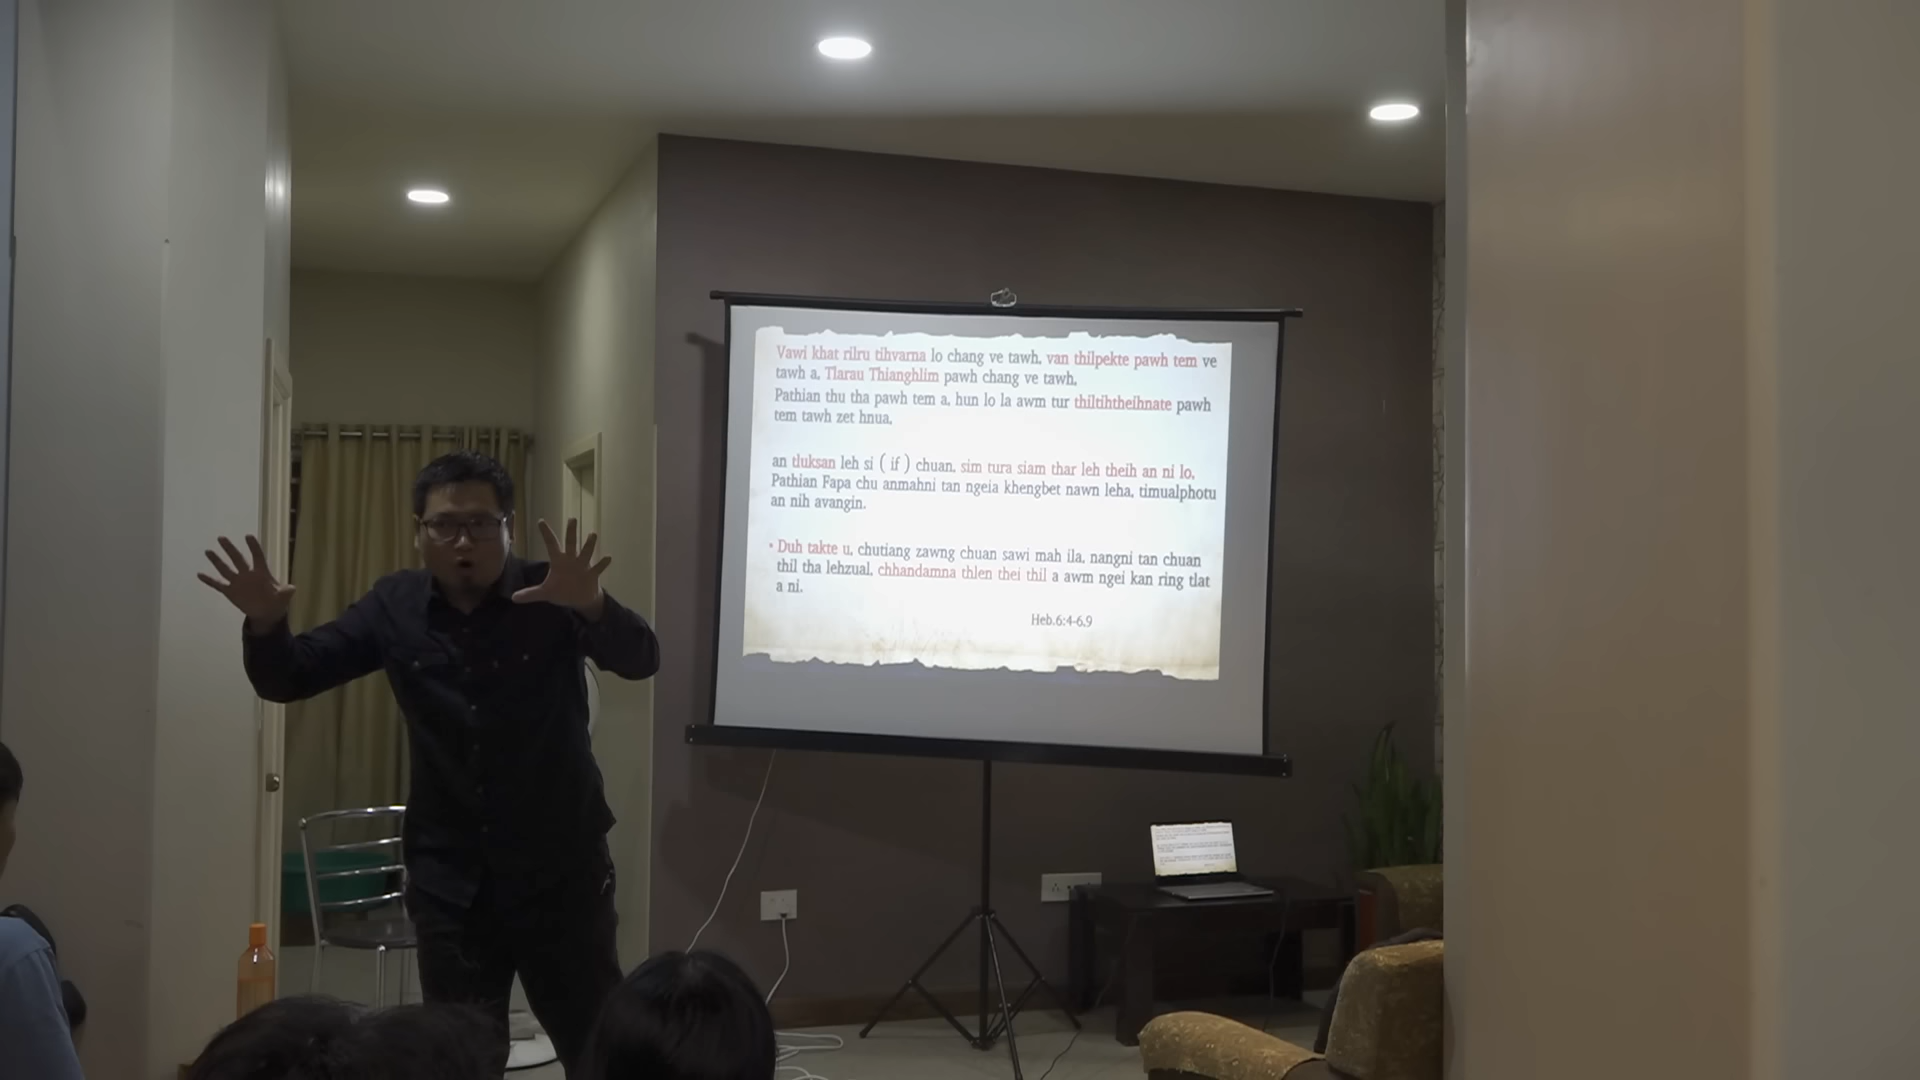 Vawi khat rilru tihvarna lo chang ve tawh, van thilpekte pawh tem ve
tawh a, Tlarau Thianghlim pawh chang ve tawh,
Pathian thu tha pawh tem a, hun lo la awm tur thiltihtheihnate pawh
tem tawh zet hnua,
an tluksan leh si ( if ) chuan, sim tura siam thar leh theih an ni lo,
Pathian Fapa chu anmahni tan ngeia khengbet nawn leha, timualphotu
an nih avangin.
• Duh takte u, chutiang zawng chuan sawi mah ila, nangni tan chuan
thil tha lehzual, chhandamna thlen thei thil a awm ngei kan ring tlat
a ni.
Heb.6:4-6,9